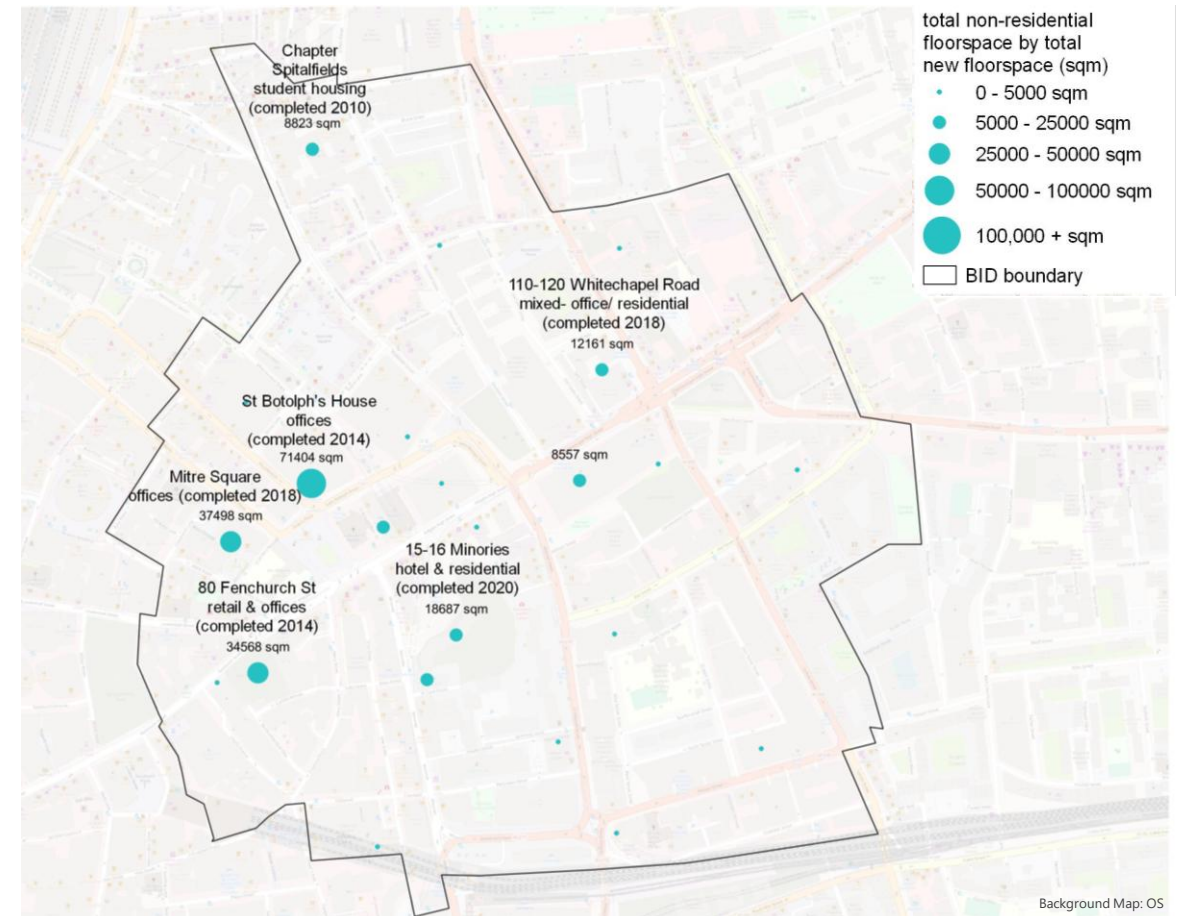 total non-residential
floorspace by total
new floorspace (sqm)
0 - 5000 sqm
5000 - 25000 sqm
25000 - 50000 sqm
50000 - 100000 sqm
100,000 + sqm
BID boundary
Chapter
Spitalfields
student housing
(completed 2010)
8823 sqm
110-120 Whitechapel Road
mixed- office/ residential
(completed 2018)
12161 sqm
St Botolph's House
offices
(completed 2014)
71404 sqm
8557 sqm
Mitre Square
offices (completed 2018)
37498 sqm
15-16 Minories
hotel & residential
(completed 2020)
18687 sqm
80 Fenchurch St
retail & offices
(completed 2014)
34568 sqm
Background Map: OS